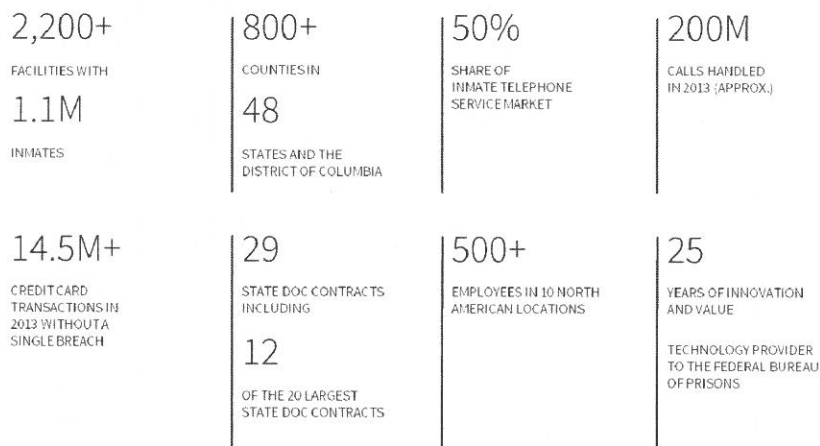 2,200+
FACILITIES WITH
1.1M
INMATES
800+
COUNTIES IN
48
STATES AND THE
DISTRICT OF COLUMBIA
50%
SHARE OF
INMATE TELEPHONE
SERVICE MARKET
200M
CALLS HANDLED
IN 2013 (APPROX.)
14.5M+
CREDIT CARD
TRANSACTIONS IN
2013 WITHOUT A
SINGLE BREACH
29
STATE DOC CONTRACTS
INCLUDING
12
OF THE 20 LARGEST
STATE DOC CONTRACTS
500+
EMPLOYEES IN 10 NORTH
AMERICAN LOCATIONS
25
YEARS OF INNOVATION
AND VALUE
TECHNOLOGY PROVIDER
TO THE FEDERAL BUREAU
OF PRISONS